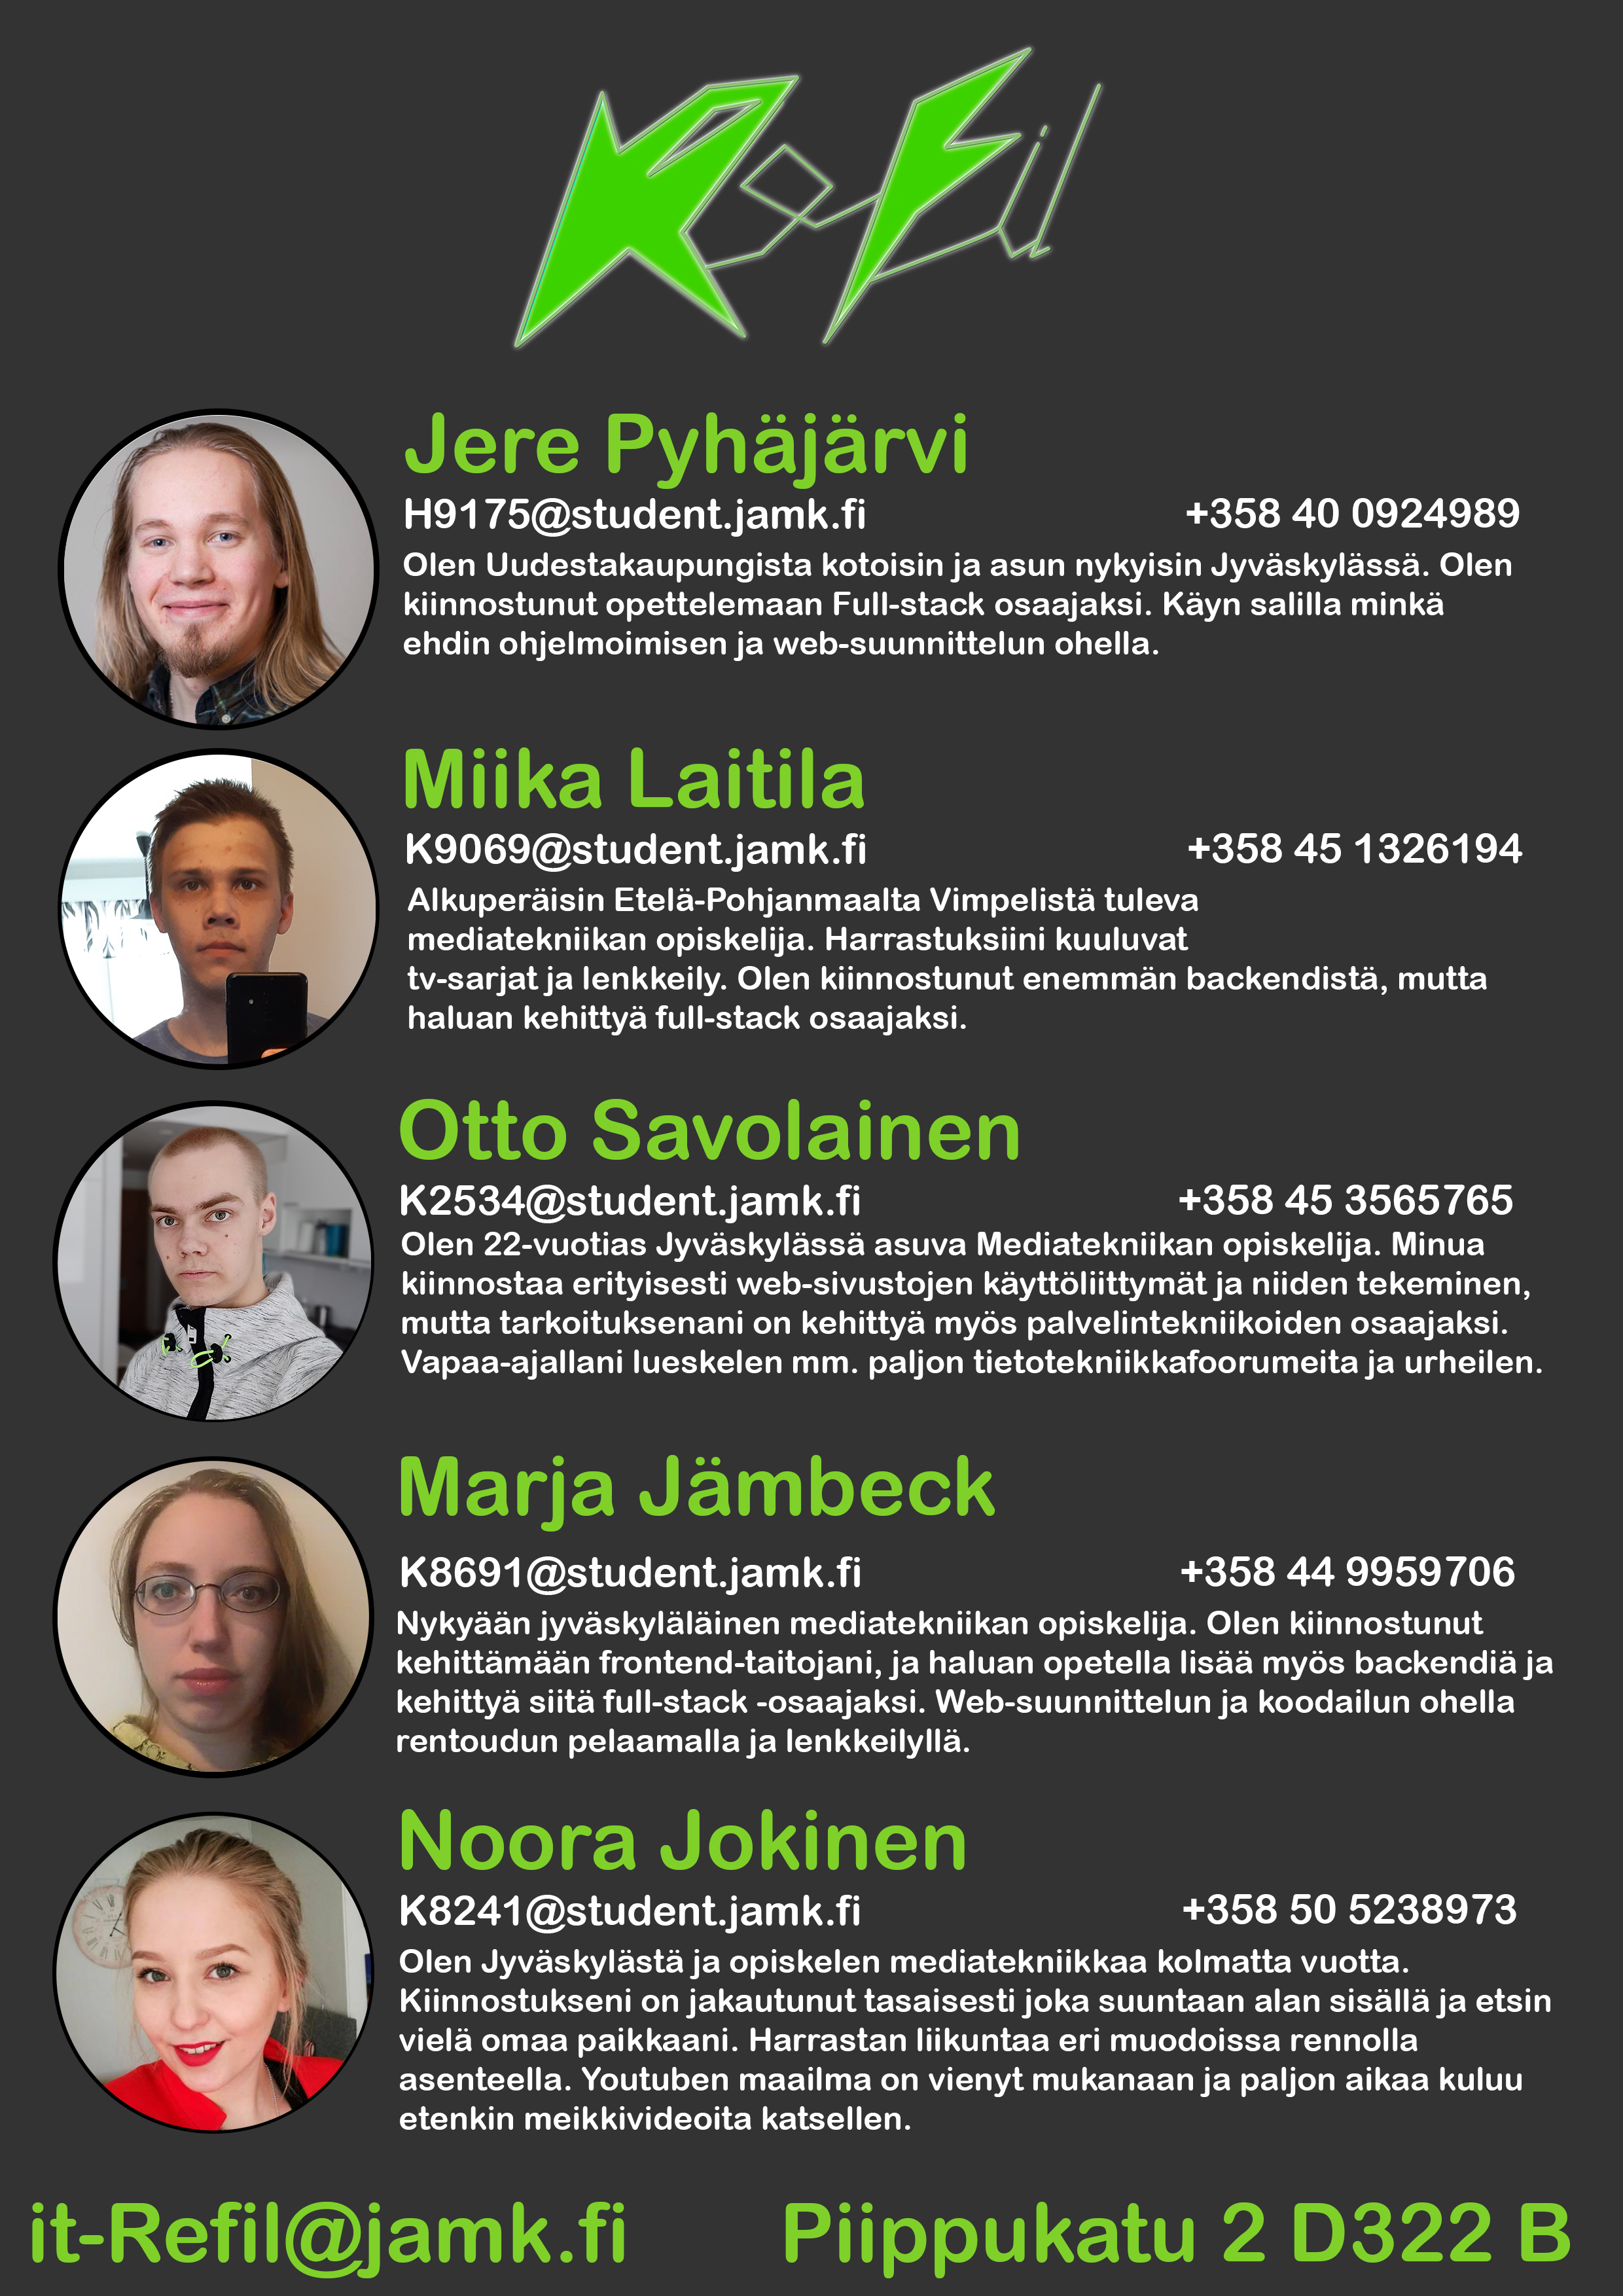 Refil
Jere Pyhäjärvi
H9175@student.jamk.fi +358 40 0924989
Olen Uudestakaupungista kotoisin ja asun nykyisin Jyväskylässä. Olen
kiinnostunut opettelemaan Full-stack osaajaksi. Käyn salilla minkä
ehdin ohjelmoimisen ja web-suunnittelun ohella.
Miika Laitila
K9069@student.jamk.fi +358 45 1326194
Alkuperäisin Etelä-Pohjanmaalta Vimpelistä tuleva
mediatekniikan opiskelija. Harrastuksiini kuuluvat
tv-sarjat ja lenkkeily. Olen kiinnostunut enemmän backendistä, mutta
haluan kehittyä full-stack osaajaksi.
Otto Savolainen
K2534@student.jamk.fi +358 45 3565765
Olen 22-vuotias Jyväskylässä asuva Mediatekniikan opiskelija. Minua
kiinnostaa erityisesti web-sivustojen käyttöliittymät ja niiden tekeminen,
mutta tarkoituksenani on kehittyä myös palvelintekniikoiden osaajaksi.
Vapaa-ajallani lueskelen mm. paljon tietotekniikkafoorumeita ja urheilen.
Marja Jämbeck
K8691@student.jamk.fi +358 44 9959706
Nykyään jyväskyläläinen mediatekniikan opiskelija. Olen kiinnostunut
kehittämään frontend-taitojani, ja haluan opetella lisää myös backendiä ja
kehittyä siitä full-stack -osaajaksi. Web-suunnittelun ja koodailun ohella
rentoudun pelaamalla ja lenkkeilyllä.
Noora Jokinen
K8241@student.jamk.fi +358 50 5238973
Olen Jyväskylästä ja opiskelen mediatekniikkaa kolmatta vuotta.
Kiinnostukseni on jakautunut tasaisesti joka suuntaan alan sisällä ja etsin
vielä omaa paikkaani. Harrastan liikuntaa eri muodoissa rennolla
asenteella. Youtuben maailma on vienyt mukanaan ja paljon aikaa kuluu
etenkin meikkivideoita katsellen.
it-Refil@jamk.fi Piippukatu 2 D322 B